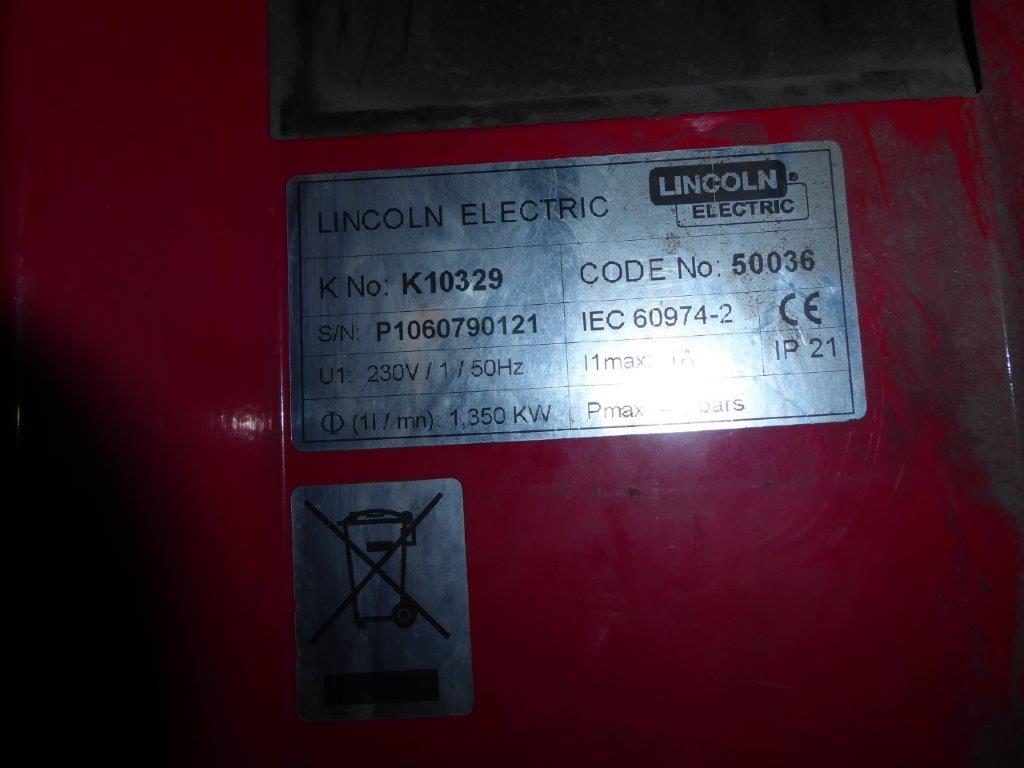 LINCOLN ELECTRIC
LINCOLN®
ELECTRIC
K No: K10329
CODE No: 50036
S/N: P1060790121
IEC 60974-2
CE
U1: 230V / 1 / 50Hz
I1max:
IP 21
Φ (1l / mn): 1,350 KW
Pmax
bars